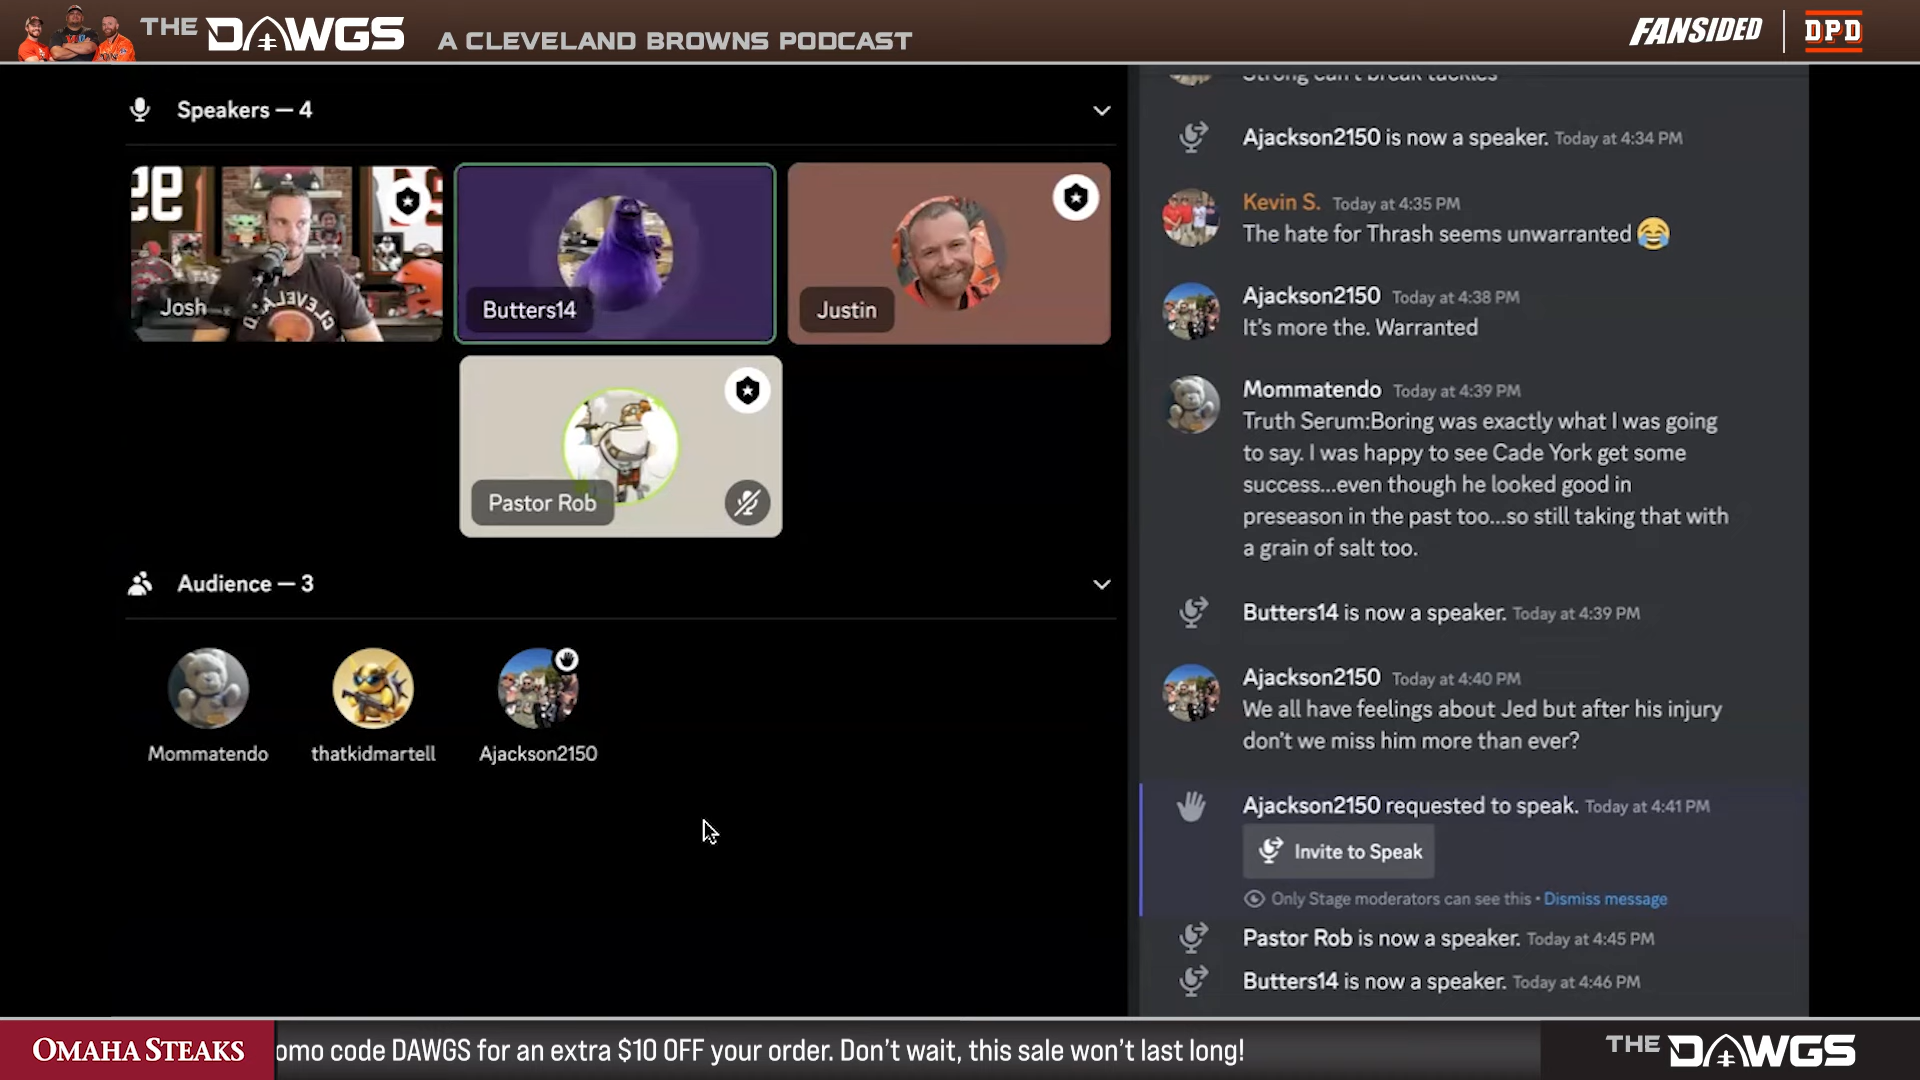 THE DAWGS A CLEVELAND BROWNS PODCAST
FANSIDED DPD
Speakers — 4
Josh
CLEVELAND
Butters14
Justin
Pastor Rob
Audience — 3
Mommatendo
thatkidmartell
Ajackson2150
Strong can't break tackles
Ajackson2150 is now a speaker. Today at 4:34 PM
Kevin S. Today at 4:35 PM
The hate for Thrash seems unwarranted 😂
Ajackson2150 Today at 4:38 PM
It's more the. Warranted
Mommatendo Today at 4:39 PM
Truth Serum:Boring was exactly what I was going
to say. I was happy to see Cade York get some
success...even though he looked good in
preseason in the past too...so still taking that with
a grain of salt too.
Butters14 is now a speaker. Today at 4:39 PM
Ajackson2150 Today at 4:40 PM
We all have feelings about Jed but after his injury
don't we miss him more than ever?
Ajackson2150 requested to speak. Today at 4:41 PM
Invite to Speak
Only Stage moderators can see this • Dismiss message
Pastor Rob is now a speaker. Today at 4:45 PM
Butters14 is now a speaker. Today at 4:46 PM
OMAHA STEAKS
omo code DAWGS for an extra $10 OFF your order. Don't wait, this sale won't last long!
THE DAWGS